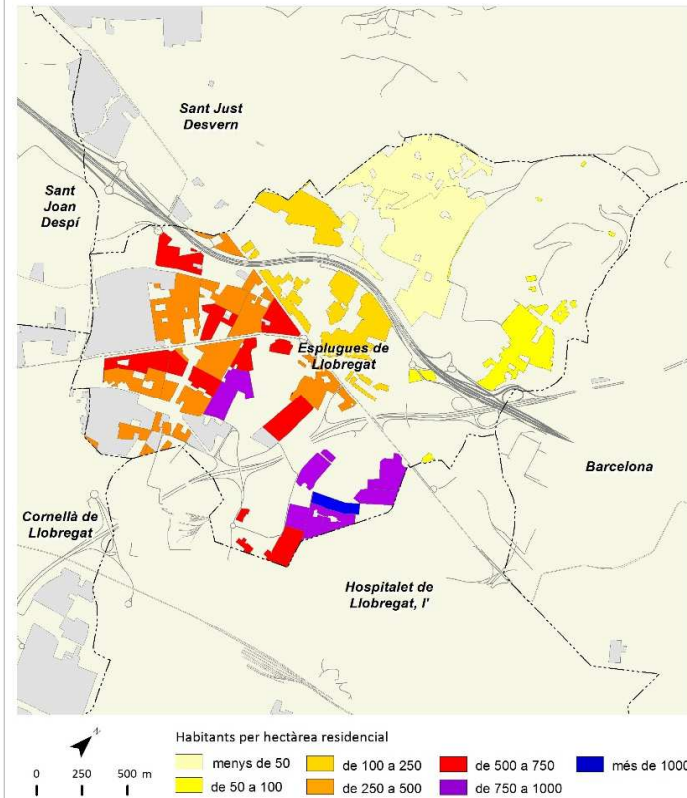 Sant Just
Desvern
Sant
Joan
Despí
Esplugues de
Llobregat
Barcelona
Cornellà de
Llobregat
Hospitalet de
Llobregat, l'
N
Habitants per hectàrea residencial
0 250 500 m
menys de 50
de 50 a 100
de 100 a 250
de 250 a 500
de 500 a 750
de 750 a 1000
més de 1000